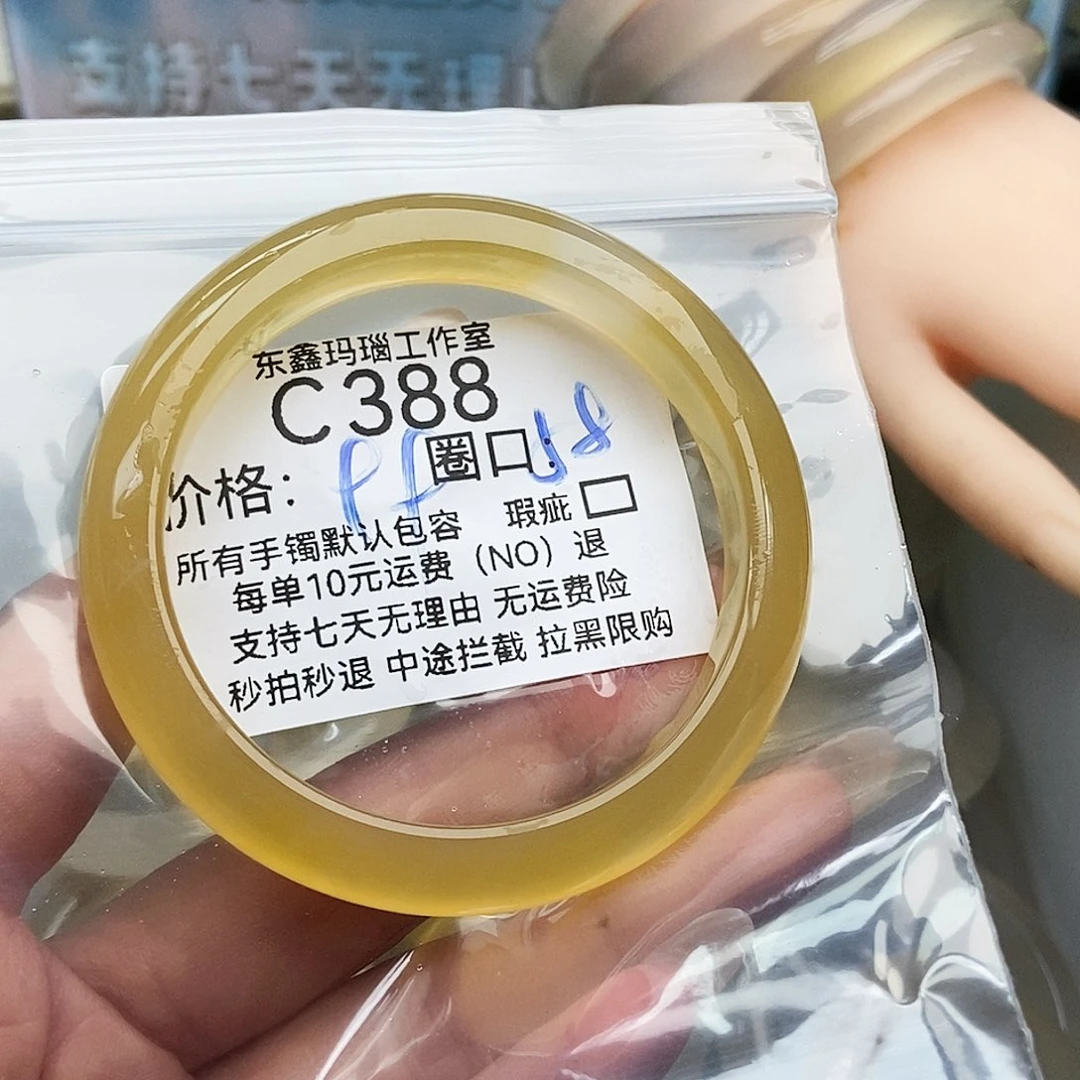 支持七天无理由
东鑫玛瑙工作室
C388
价格： 圈口：58
所有手镯默认包容 瑕疵□
每单10元运费（NO）退
支持七天无理由 无运费险
秒拍秒退 中途拦截 拉黑限购